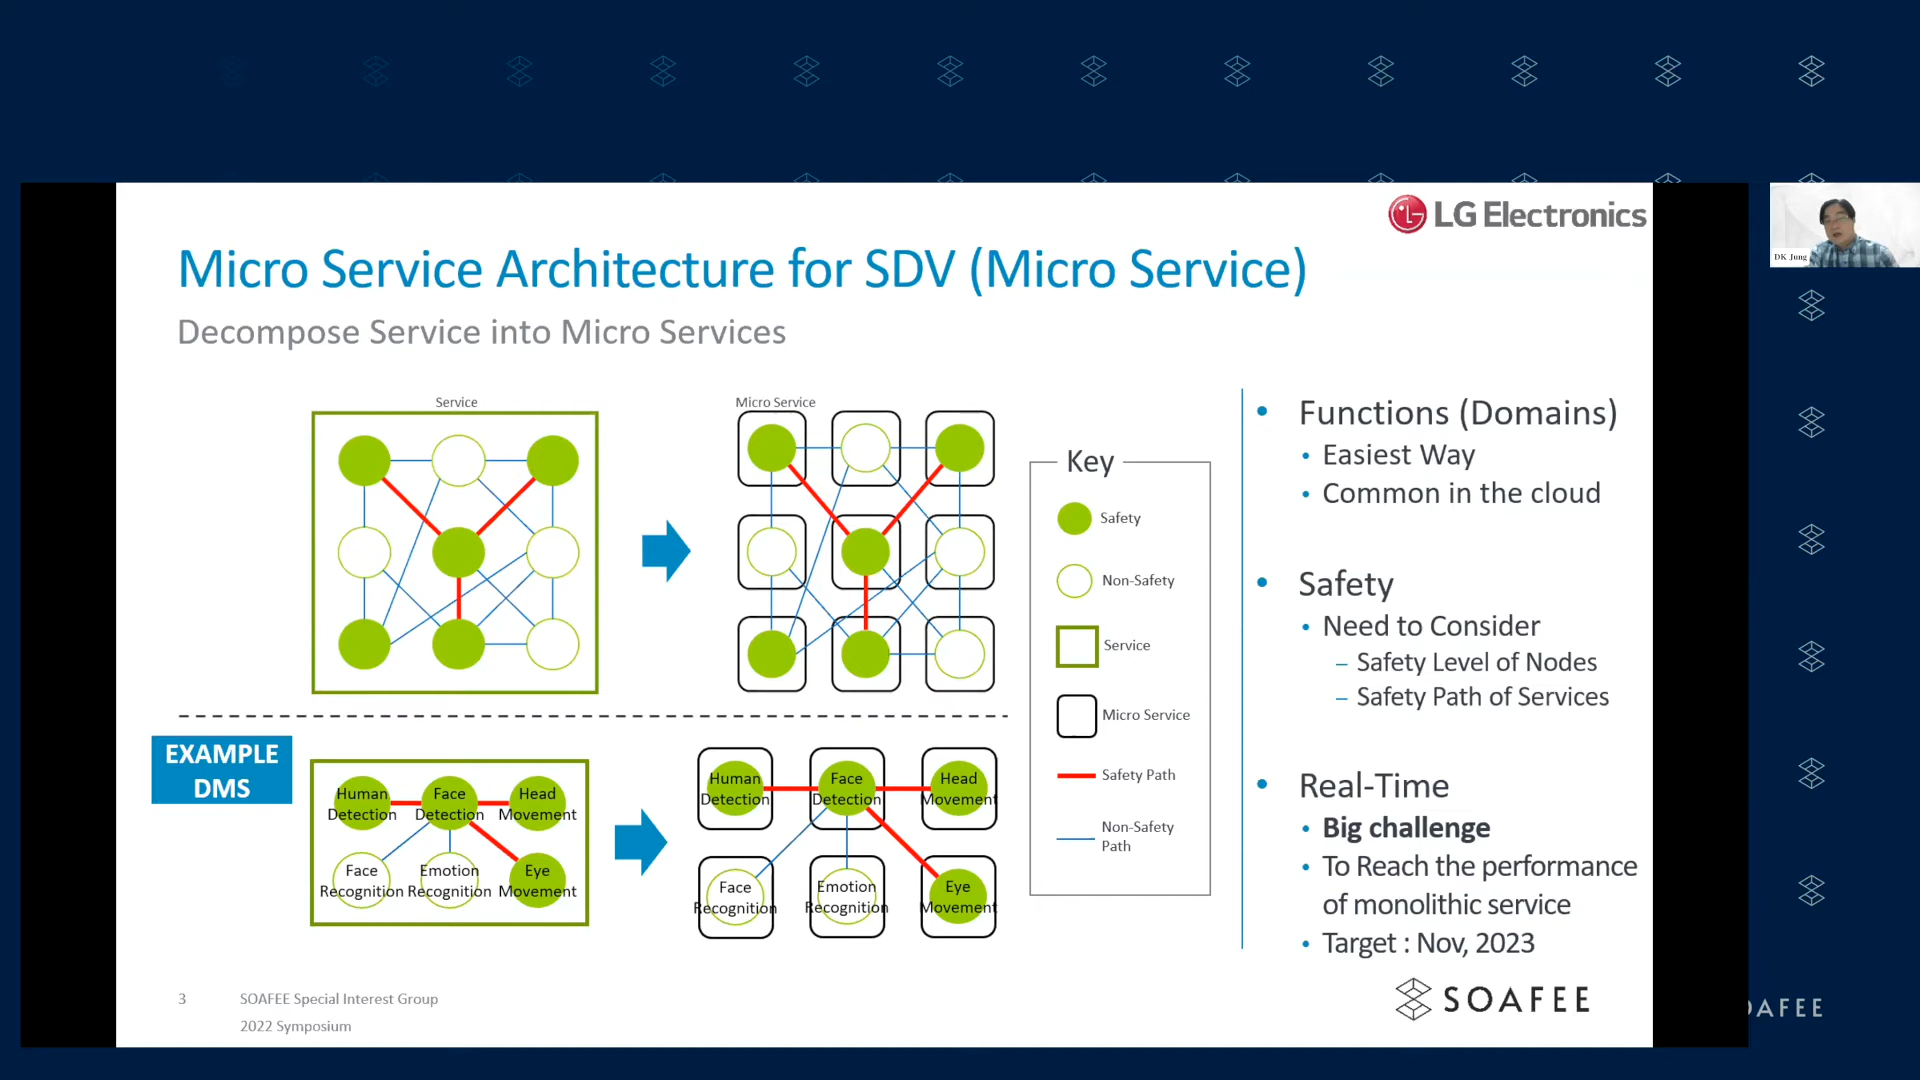 LG Electronics
DK Jung
Micro Service Architecture for SDV (Micro Service)
Decompose Service into Micro Services
Service
Micro Service
Key
Safety
Non-Safety
Service
Micro Service
Safety Path
Non-Safety
Path
• Functions (Domains)
• Easiest Way
• Common in the cloud
• Safety
• Need to Consider
– Safety Level of Nodes
– Safety Path of Services
• Real-Time
• Big challenge
• To Reach the performance
of monolithic service
• Target : Nov, 2023
EXAMPLE
DMS
Human
Detection
Face
Detection
Head
Movement
Face
Recognition
Emotion
Recognition
Eye
Movement
Human
Detection
Face
Detection
Head
Movement
Face
Recognition
Emotion
Recognition
Eye
Movement
3
SOAFEE Special Interest Group
2022 Symposium
SOAFEE
AFEE